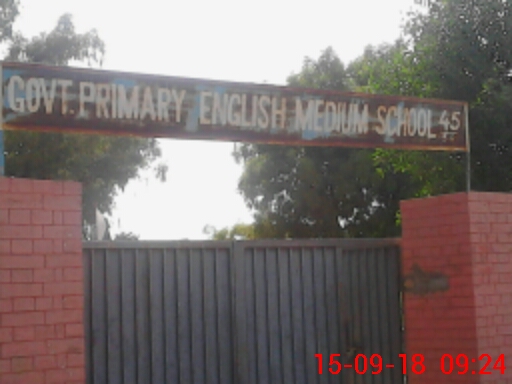 GOVT. PRIMARY ENGLISH MEDIUM SCHOOL 45
15-09-18 09:24